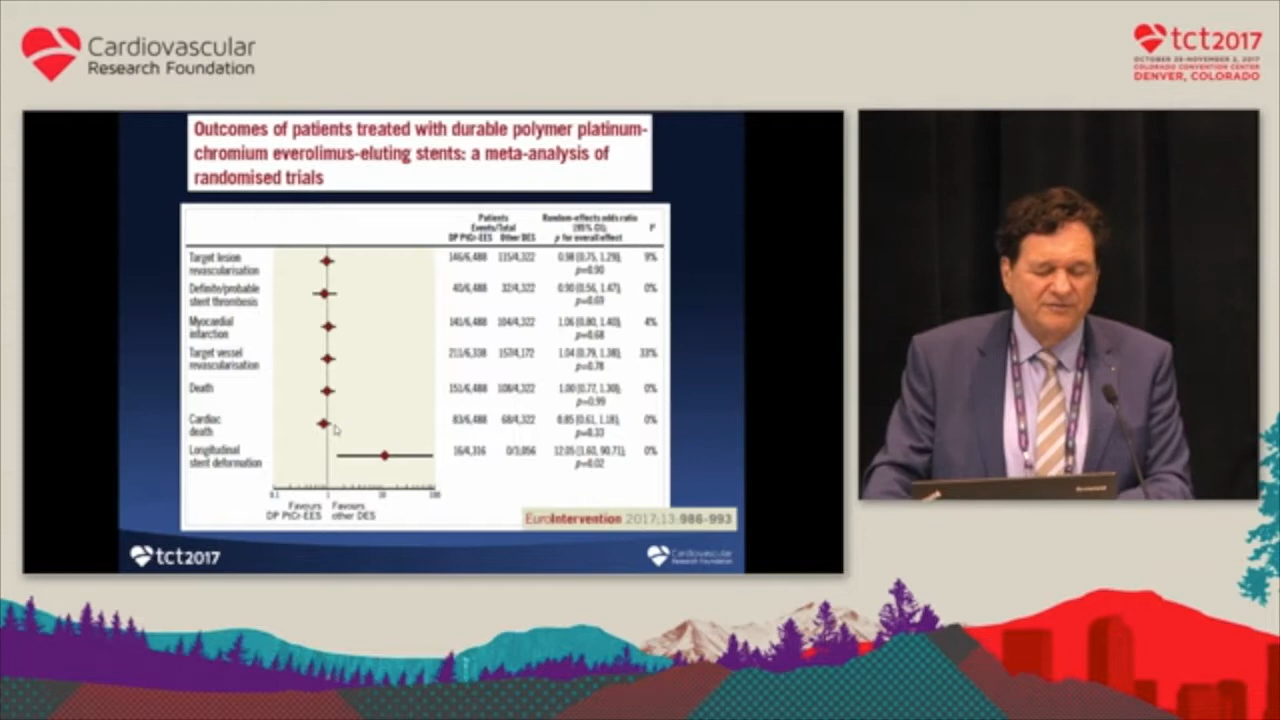 Cardiovascular
Research Foundation
tct2017
OCTOBER 29-NOVEMBER 2, 2017
COLORADO CONVENTION CENTER
DENVER, COLORADO
Outcomes of patients treated with durable polymer platinum-
chromium everolimus-eluting stents: a meta-analysis of
randomised trials
Patients
Events/Total
DP PtCr-EES Other DES
Random-effects odds ratio
(95% CI);
p for overall effect
I²
Target lesion
revascularisation
146/6,488 115/4,322 0.98 (0.75, 1.29); 9%
p=0.90
Definite/probable
stent thrombosis
40/6,488 32/4,322 0.90 (0.56, 1.47); 0%
p=0.69
Myocardial
infarction
141/6,488 104/4,322 1.06 (0.80, 1.40); 4%
p=0.68
Target vessel
revascularisation
211/6,338 157/4,172 1.04 (0.79, 1.38); 33%
p=0.78
Death
151/6,488 108/4,322 1.00 (0.77, 1.30); 0%
p=0.99
Cardiac
death
83/6,488 68/4,322 0.85 (0.61, 1.18); 0%
p=0.33
Longitudinal
stent deformation
16/4,316 0/3,056 12.05 (1.60, 90.71); 0%
p=0.02
0.1 1 10 100
Favours Favours
DP PtCr-EES other DES
EuroIntervention 2017;13:986-993
tct2017
Cardiovascular
Research Foundation